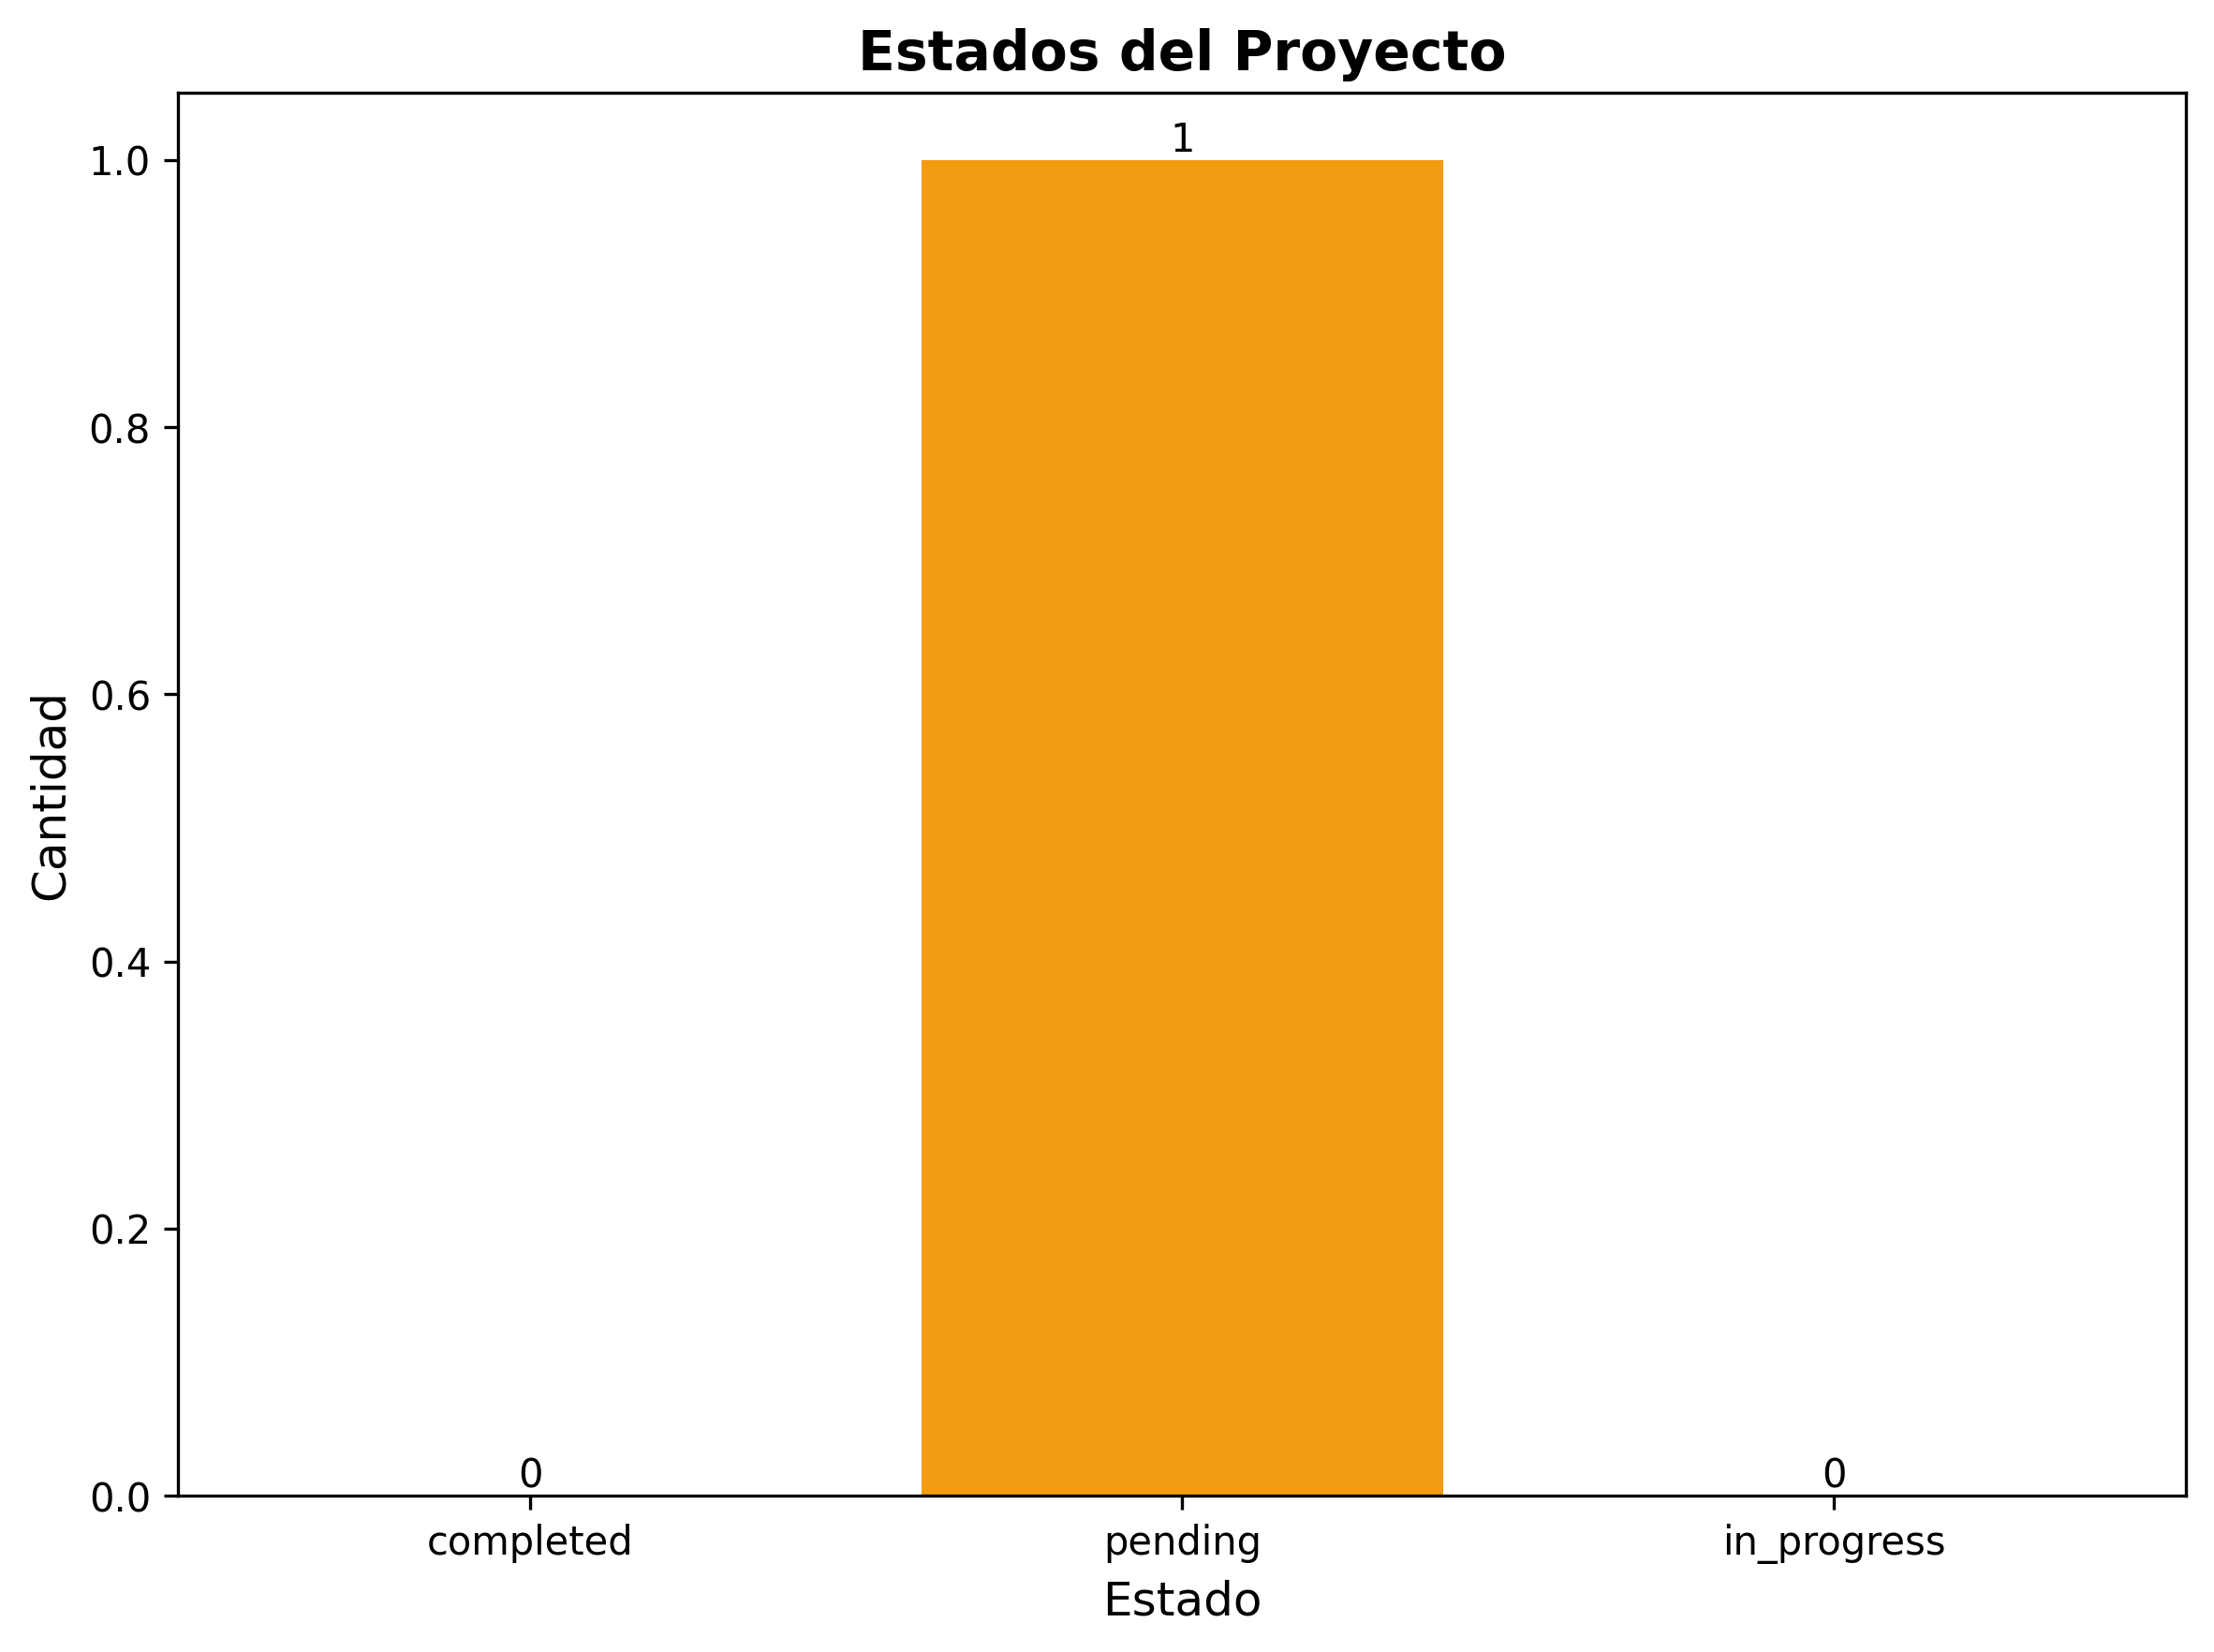 Estados del Proyecto
Cantidad
1.0
0.8
0.6
0.4
0.2
0.0
0
1
0
completed
pending
in_progress
Estado